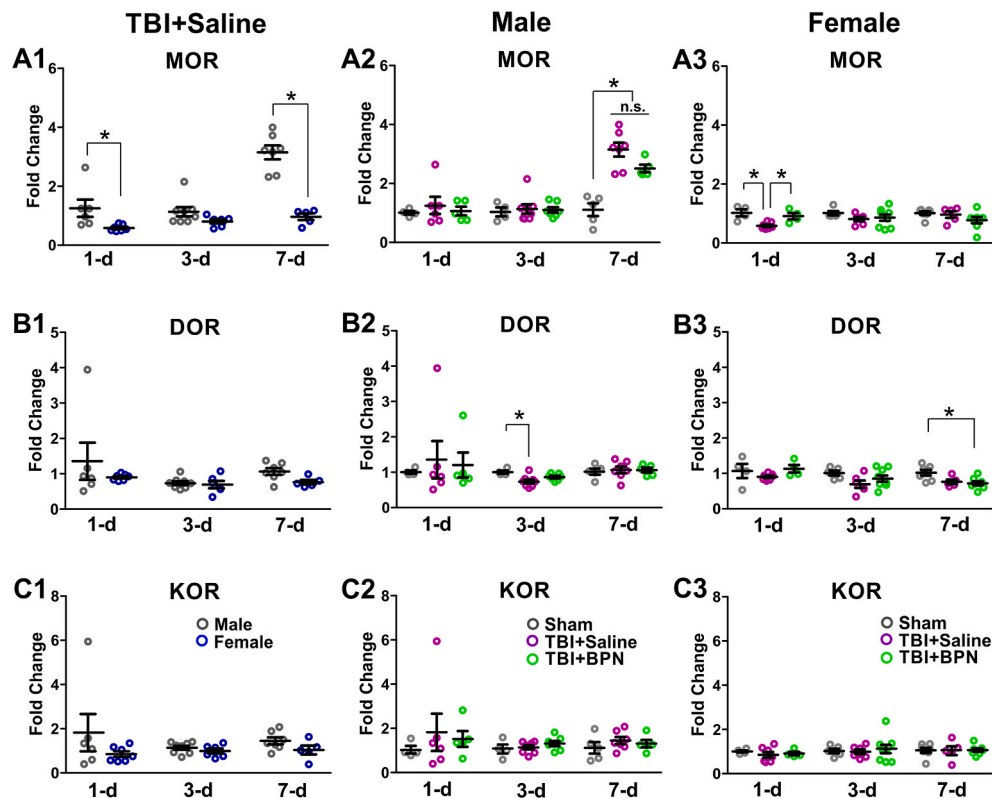 TBI+Saline Male Female
A1 MOR A2 MOR A3 MOR
Fold Change
6
4
2
0
*
*
1-d 3-d 7-d
Fold Change
6
4
2
0
*
n.s.
1-d 3-d 7-d
Fold Change
6
4
2
0
* *
1-d 3-d 7-d
B1 DOR B2 DOR B3 DOR
Fold Change
5
4
3
2
1
0
1-d 3-d 7-d
Fold Change
5
4
3
2
1
0
*
1-d 3-d 7-d
Fold Change
5
4
3
2
1
0
*
1-d 3-d 7-d
C1 KOR C2 KOR C3 KOR
Fold Change
8
6
4
2
0
Male
Female
1-d 3-d 7-d
Fold Change
8
6
4
2
0
Sham
TBI+Saline
TBI+BPN
1-d 3-d 7-d
Fold Change
8
6
4
2
0
Sham
TBI+Saline
TBI+BPN
1-d 3-d 7-d